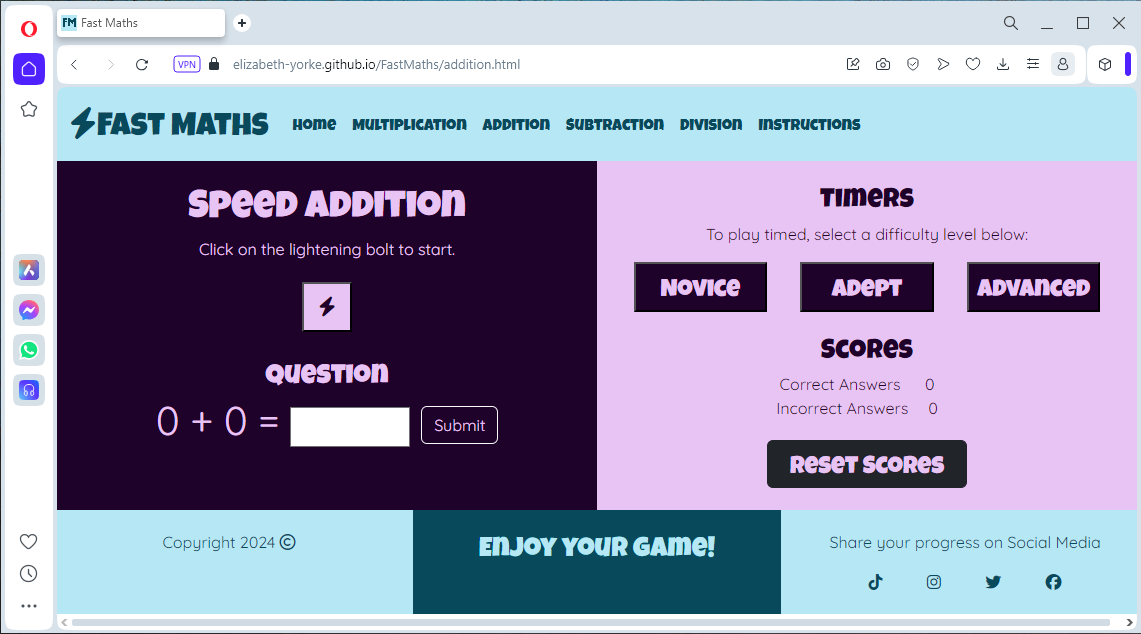 FM Fast Maths
VPN elizabeth-yorke.github.io/FastMaths/addition.html
FAST MATHS Home Multiplication Addition Subtraction Division Instructions
Speed Addition
Click on the lightening bolt to start.
Question
0 + 0 = Submit
Timers
To play timed, select a difficulty level below:
Novice Adept Advanced
Scores
Correct Answers 0
Incorrect Answers 0
Reset Scores
Copyright 2024 ©
Enjoy your game!
Share your progress on Social Media